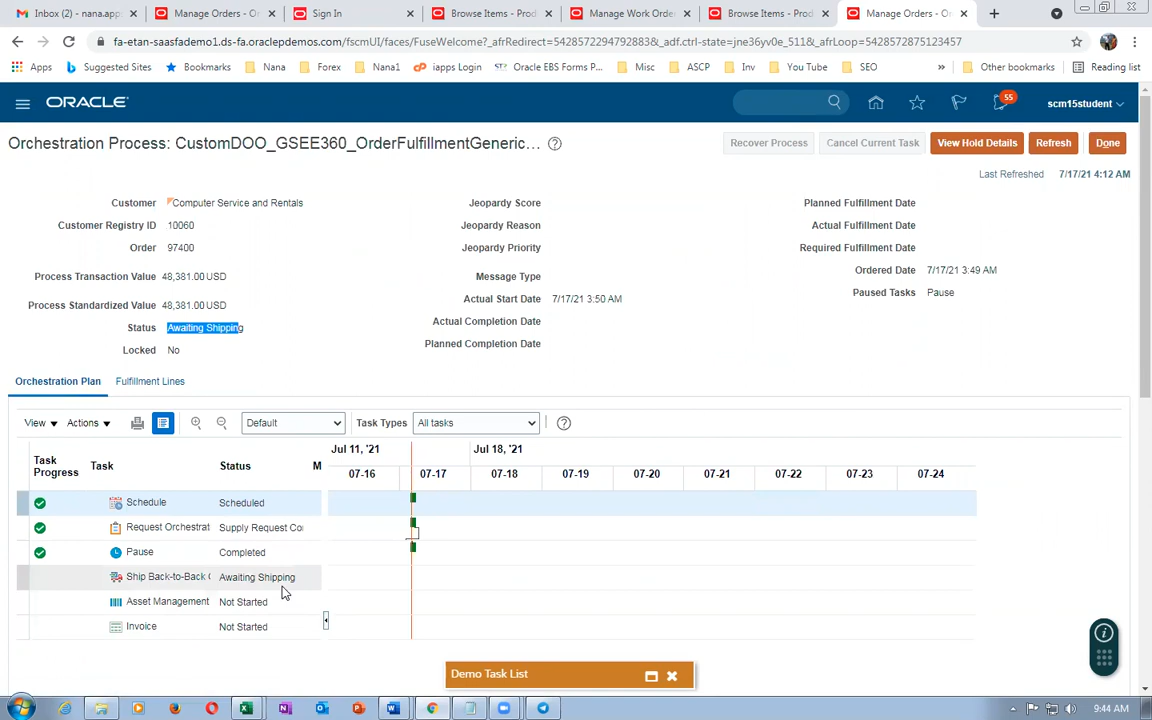 nana.apps Manage Orders - O Sign In Browse Items - Prod Manage Work Orde Browse Items - Produ Manage Orders - Or
fa-etan-saasfademo1.ds-fa.oraclepdemos.com/fscmUI/faces/FuseWelcome?_afrRedirect=5428572294792883&_adf.ctrl-state=jne36yv0e_511&_afrLoop=5428572875123457
Apps Suggested Sites Bookmarks Nana Forex Nana1 iapps Login Oracle EBS Forms P... Misc ASCP Inv You Tube SEO » Other bookmarks Reading list
ORACLE 55 scm15student
Orchestration Process: CustomDOO_GSEE360_OrderFulfillmentGeneric... Recover Process Cancel Current Task View Hold Details Refresh Done
Last Refreshed 7/17/21 4:12 AM
Customer Computer Service and Rentals Jeopardy Score Planned Fulfillment Date
Customer Registry ID 10060 Jeopardy Reason Actual Fulfillment Date
Order 97400 Jeopardy Priority Required Fulfillment Date
Process Transaction Value 48,381.00 USD Message Type Ordered Date 7/17/21 3:49 AM
Process Standardized Value 48,381.00 USD Actual Start Date 7/17/21 3:50 AM Paused Tasks Pause
Status Awaiting Shipping Actual Completion Date
Locked No Planned Completion Date
Orchestration Plan Fulfillment Lines
View Actions Default Task Types All tasks
Task Progress Task Status M Jul 11, '21 Jul 18, '21
07-16 07-17 07-18 07-19 07-20 07-21 07-22 07-23 07-24
Schedule Scheduled
Request Orchestrat Supply Request Co
Pause Completed
Ship Back-to-Back Awaiting Shipping
Asset Management Not Started
Invoice Not Started
Demo Task List
9:44 AM